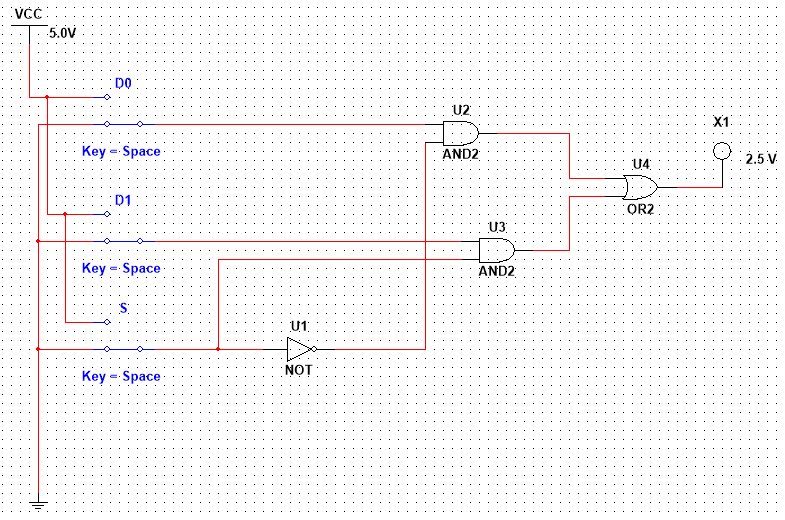 VCC
5.0V
D0
Key = Space
U2
AND2
X1
2.5 V
U4
OR2
D1
Key = Space
U3
AND2
S
Key = Space
U1
NOT